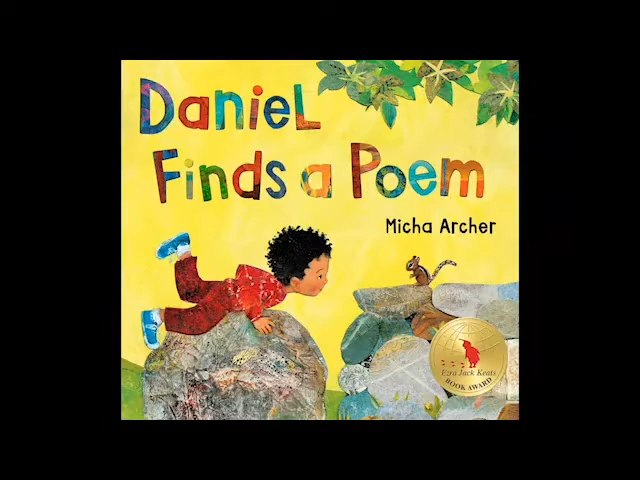 Daniel
Finds a Poem
Micha Archer
Ezra Jack Keats
BOOK AWARD